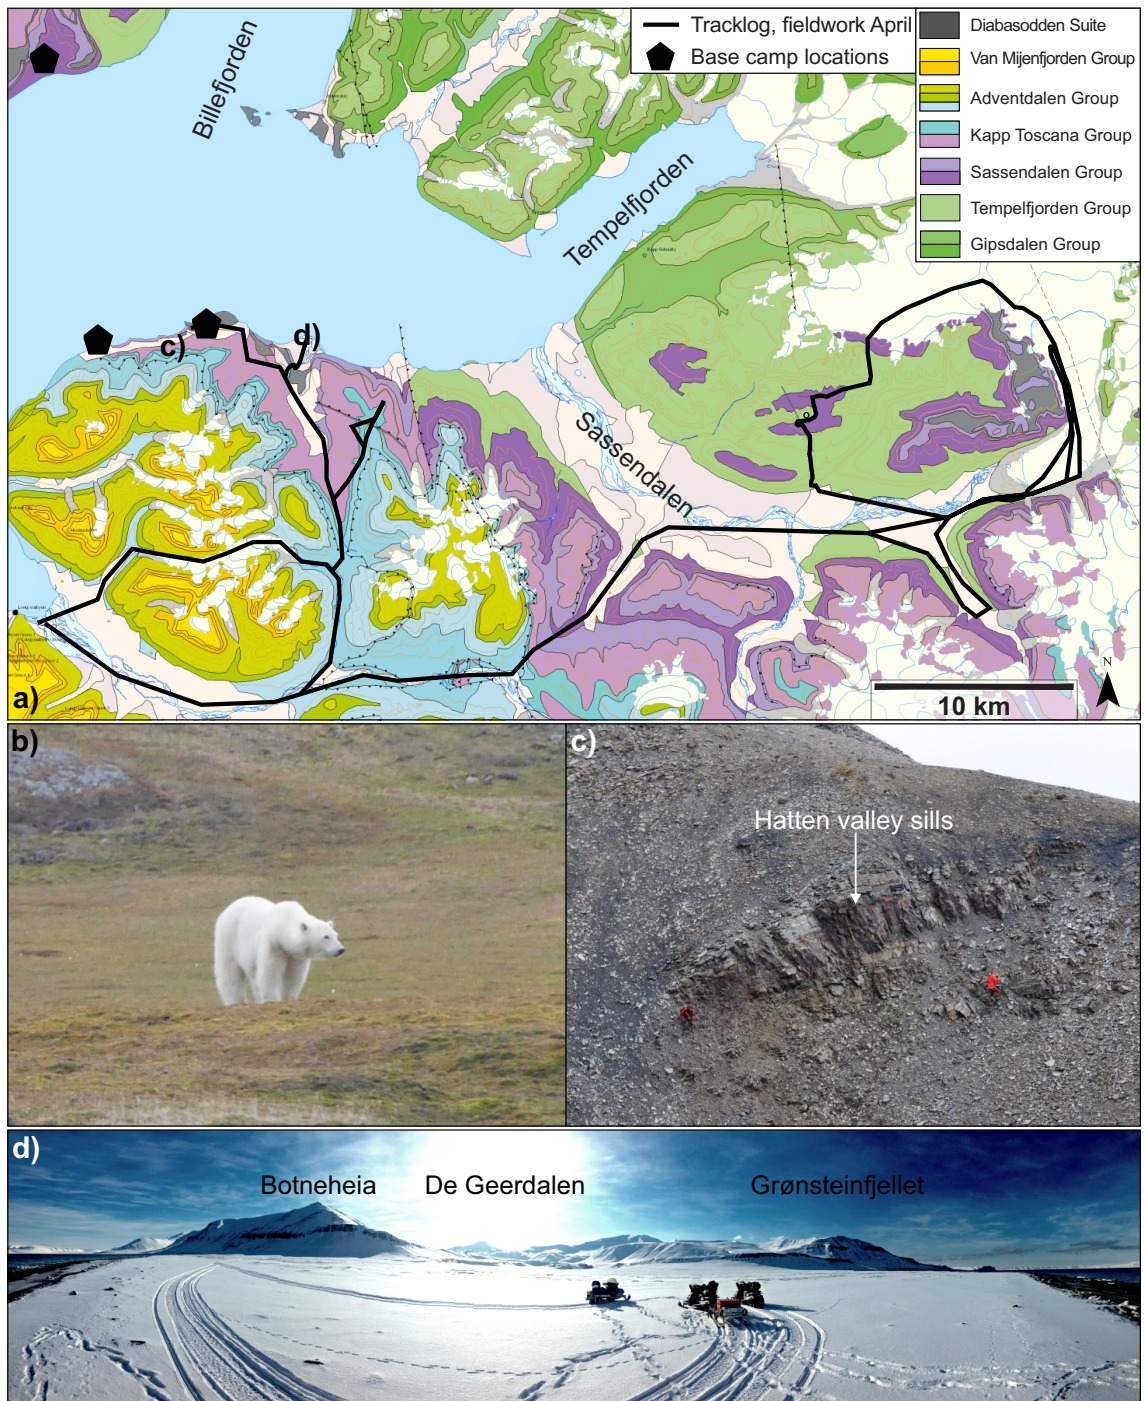 Tracklog, fieldwork April
Base camp locations
Diabasodden Suite
Van Mijenfjorden Group
Adventdalen Group
Kapp Toscana Group
Sassendalen Group
Tempelfjorden Group
Gipsdalen Group
Billefjorden
Tempelfjorden
Sassendalen
c)
d)
N
10 km
a)
b)
c)
Hatten valley sills
d)
Botneheia
De Geerdalen
Grønsteinfjellet